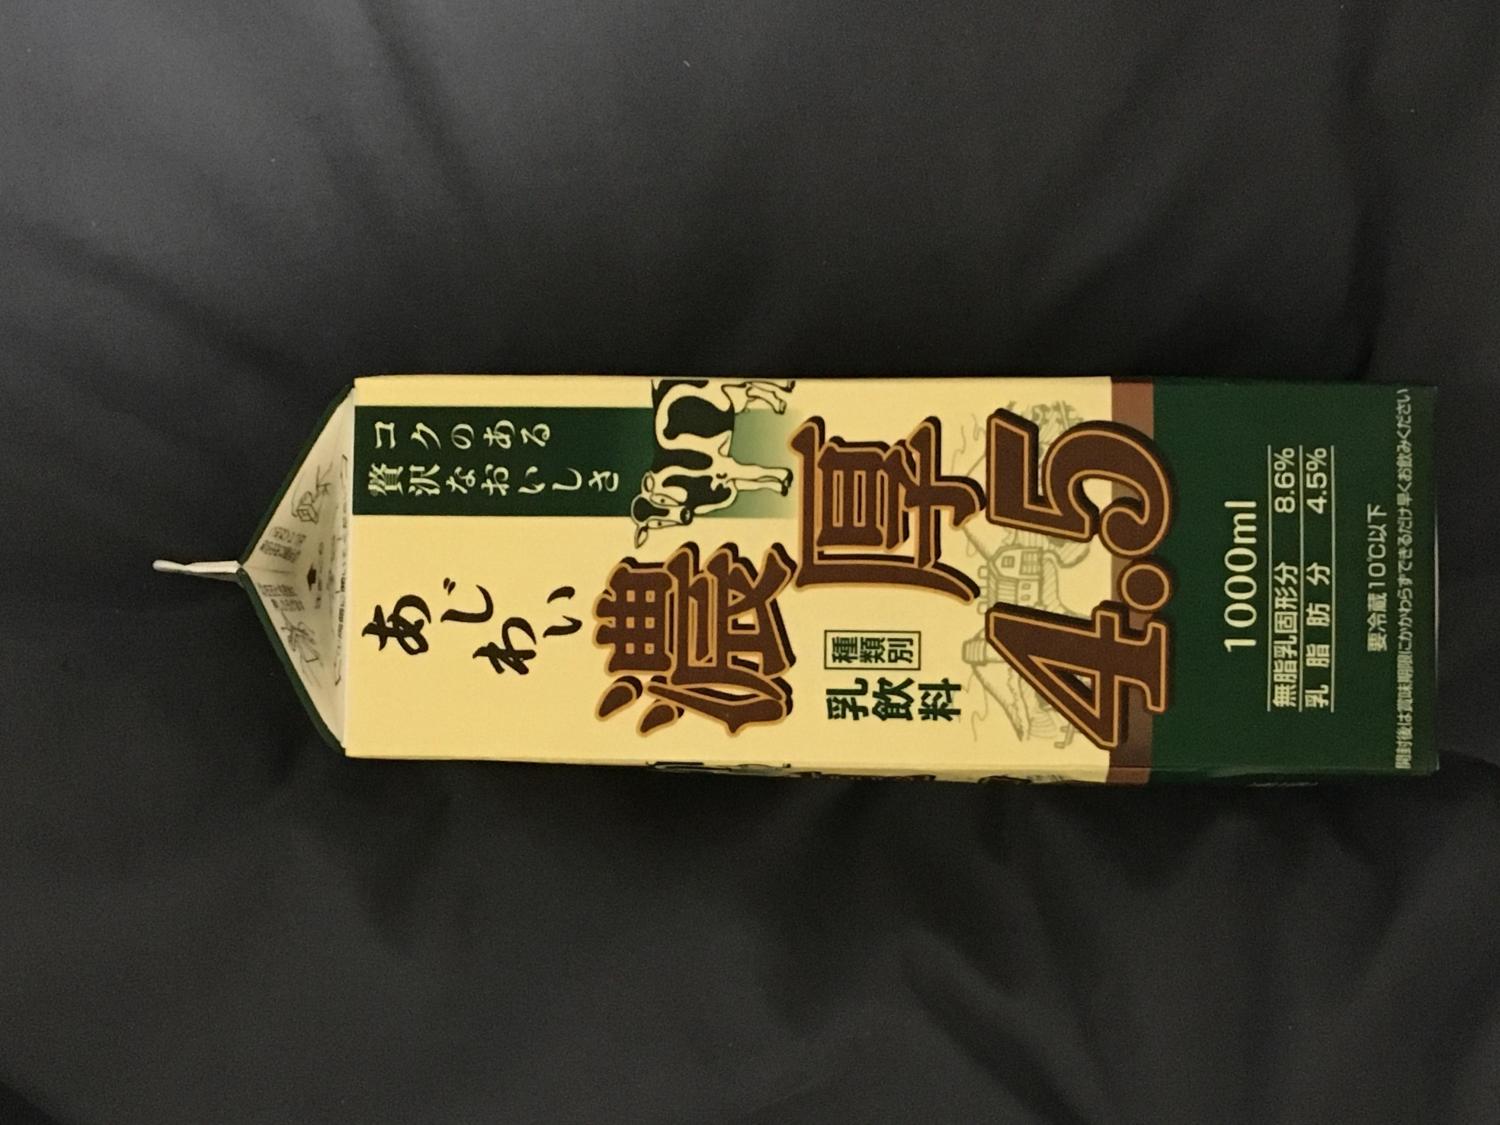 コクのある
贅沢なおいしさ
あじわい
濃厚
4.5
種類別
乳飲料
1000ml
無脂乳固形分 8.6%
乳脂肪分 4.5%
要冷蔵10℃以下
開封後は賞味期限にかかわらずできるだけ早くお飲みください